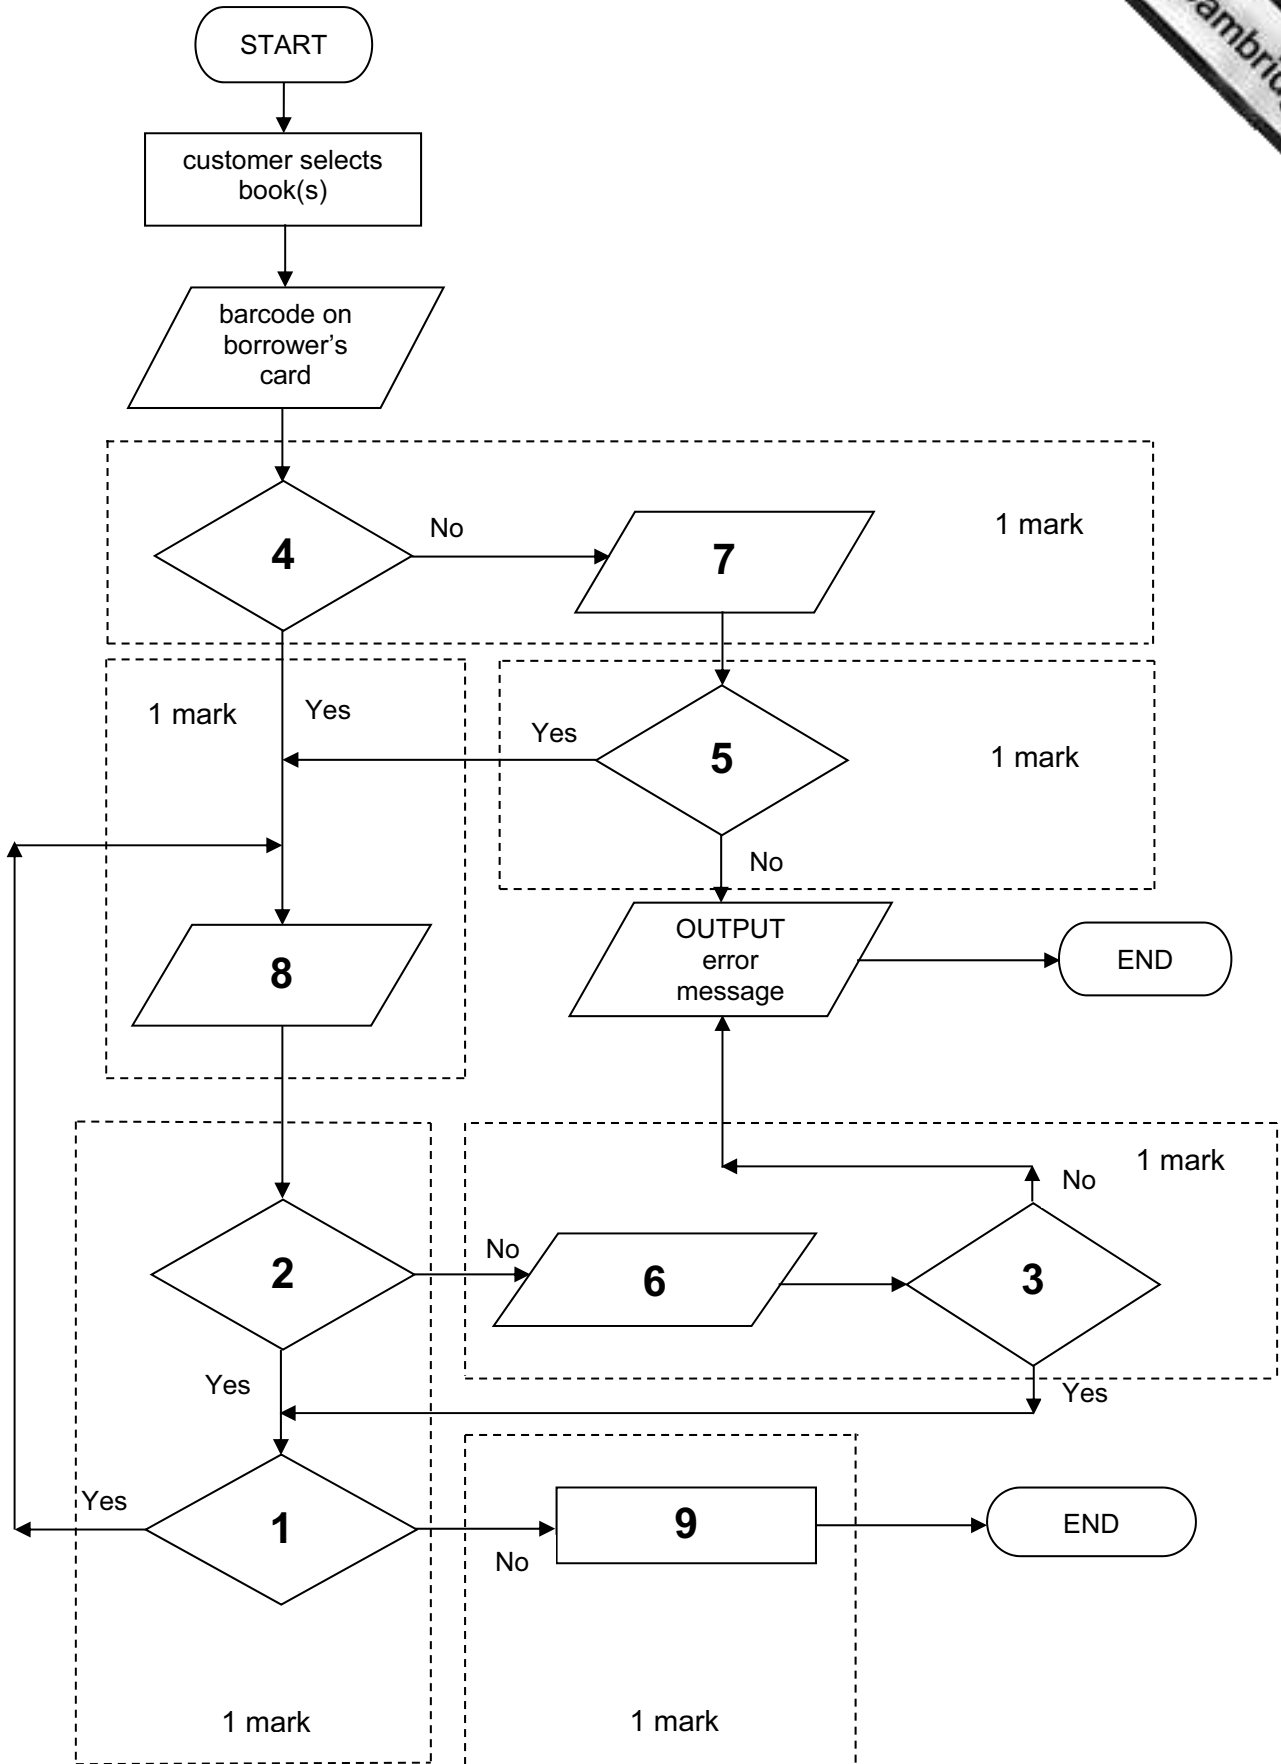 START
customer selects
book(s)
barcode on
borrower's
card
4
No
7
1 mark
1 mark
Yes
Yes
5
1 mark
No
8
OUTPUT
error
message
END
1 mark
No
2
No
6
3
Yes
Yes
Yes
1
No
9
END
1 mark
1 mark